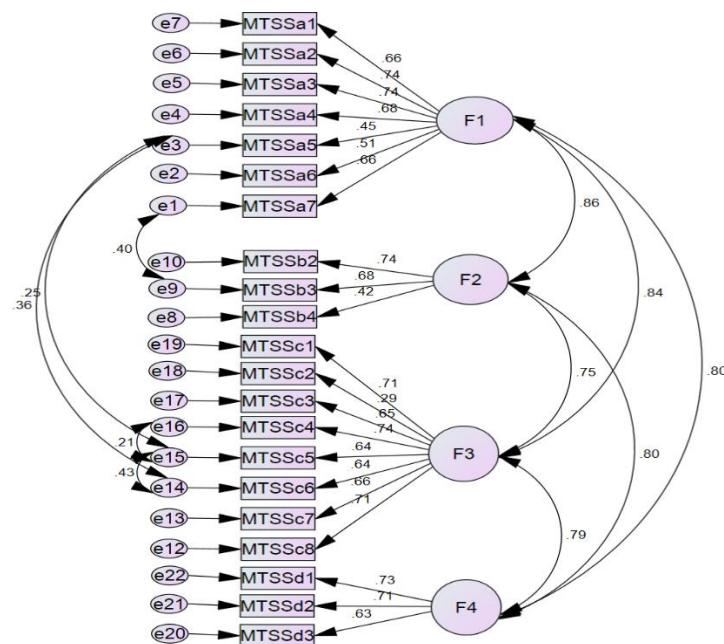 e7 MTSSa1
.66
e6 MTSSa2
.74
e5 MTSSa3
.74
e4 MTSSa4
.68
F1
e3 MTSSa5
.45
e2 MTSSa6
.51
e1 MTSSa7
.66
.86
.40
e10 MTSSb2
.74
e9 MTSSb3
.68
F2
e8 MTSSb4
.42
.25
.36
.84
e19 MTSSc1
.71
e18 MTSSc2
.29
.75
.80
e17 MTSSc3
.65
e16 MTSSc4
.74
.21
e15 MTSSc5
.64
F3
.80
.43
e14 MTSSc6
.64
e13 MTSSc7
.66
e12 MTSSc8
.71
.79
e22 MTSSd1
.73
e21 MTSSd2
.71
F4
e20 MTSSd3
.63